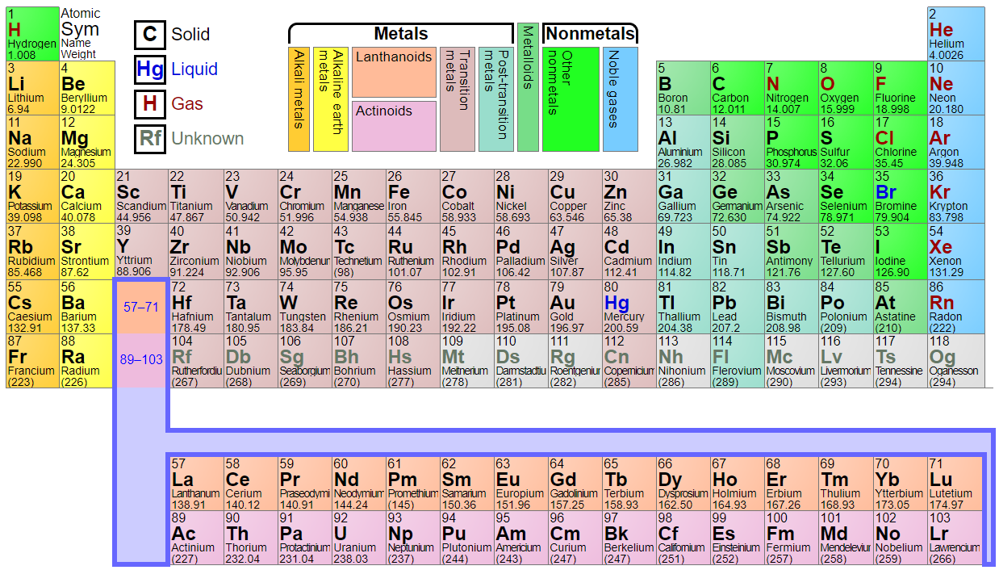 1
H
Hydrogen
1.008
Atomic
Sym
Name
Weight
C Solid
Hg Liquid
H Gas
Rf Unknown
Metals
Nonmetals
Alkali metals
Alkaline earth
metals
Lanthanoids
Actinoids
Transition
metals
Post-transition
metals
Metalloids
Other
nonmetals
Noble gases
2
He
Helium
4.0026
3
Li
Lithium
6.94
4
Be
Beryllium
9.0122
5
B
Boron
10.81
6
C
Carbon
12.011
7
N
Nitrogen
14.007
8
O
Oxygen
15.999
9
F
Fluorine
18.998
10
Ne
Neon
20.180
11
Na
Sodium
22.990
12
Mg
Magnesium
24.305
13
Al
Aluminium
26.982
14
Si
Silicon
28.085
15
P
Phosphorus
30.974
16
S
Sulfur
32.06
17
Cl
Chlorine
35.45
18
Ar
Argon
39.948
19
K
Potassium
39.098
20
Ca
Calcium
40.078
21
Sc
Scandium
44.956
22
Ti
Titanium
47.867
23
V
Vanadium
50.942
24
Cr
Chromium
51.996
25
Mn
Manganese
54.938
26
Fe
Iron
55.845
27
Co
Cobalt
58.933
28
Ni
Nickel
58.693
29
Cu
Copper
63.546
30
Zn
Zinc
65.38
31
Ga
Gallium
69.723
32
Ge
Germanium
72.630
33
As
Arsenic
74.922
34
Se
Selenium
78.971
35
Br
Bromine
79.904
36
Kr
Krypton
83.798
37
Rb
Rubidium
85.468
38
Sr
Strontium
87.62
39
Y
Yttrium
88.906
40
Zr
Zirconium
91.224
41
Nb
Niobium
92.906
42
Mo
Molybdenur
95.95
43
Tc
Technetium
(98)
44
Ru
Ruthenium
101.07
45
Rh
Rhodium
102.91
46
Pd
Palladium
106.42
47
Ag
Silver
107.87
48
Cd
Cadmium
112.41
49
In
Indium
114.82
50
Sn
Tin
118.71
51
Sb
Antimony
121.76
52
Te
Tellurium
127.60
53
I
Iodine
126.90
54
Xe
Xenon
131.29
55
Cs
Caesium
132.91
56
Ba
Barium
137.33
57–71
72
Hf
Hafnium
178.49
73
Ta
Tantalum
180.95
74
W
Tungsten
183.84
75
Re
Rhenium
186.21
76
Os
Osmium
190.23
77
Ir
Iridium
192.22
78
Pt
Platinum
195.08
79
Au
Gold
196.97
80
Hg
Mercury
200.59
81
Tl
Thallium
204.38
82
Pb
Lead
207.2
83
Bi
Bismuth
208.98
84
Po
Polonium
(209)
85
At
Astatine
(210)
86
Rn
Radon
(222)
87
Fr
Francium
(223)
88
Ra
Radium
(226)
89–103
104
Rf
Rutherfordiu
(267)
105
Db
Dubnium
(268)
106
Sg
Seaborgium
(269)
107
Bh
Bohrium
(270)
108
Hs
Hassium
(277)
109
Mt
Meitnerium
(278)
110
Ds
Darmstadtiu
(281)
111
Rg
Roentgeniur
(282)
112
Cn
Copernicium
(285)
113
Nh
Nihonium
(286)
114
Fl
Flerovium
(289)
115
Mc
Moscovium
(290)
116
Lv
Livermorium
(293)
117
Ts
Tennessine
(294)
118
Og
Oganesson
(294)
57
La
Lanthanum
138.91
58
Ce
Cerium
140.12
59
Pr
Praseodymi
140.91
60
Nd
Neodymium
144.24
61
Pm
Promethium
(145)
62
Sm
Samarium
150.36
63
Eu
Europium
151.96
64
Gd
Gadolinium
157.25
65
Tb
Terbium
158.93
66
Dy
Dysprosium
162.50
67
Ho
Holmium
164.93
68
Er
Erbium
167.26
69
Tm
Thulium
168.93
70
Yb
Ytterbium
173.05
71
Lu
Lutetium
174.97
89
Ac
Actinium
(227)
90
Th
Thorium
232.04
91
Pa
Protactinium
231.04
92
U
Uranium
238.03
93
Np
Neptunium
(237)
94
Pu
Plutonium
(244)
95
Am
Americium
(243)
96
Cm
Curium
(247)
97
Bk
Berkelium
(247)
98
Cf
Californium
(251)
99
Es
Einsteinium
(252)
100
Fm
Fermium
(257)
101
Md
Mendeleviur
(258)
102
No
Nobelium
(259)
103
Lr
Lawrencium
(266)